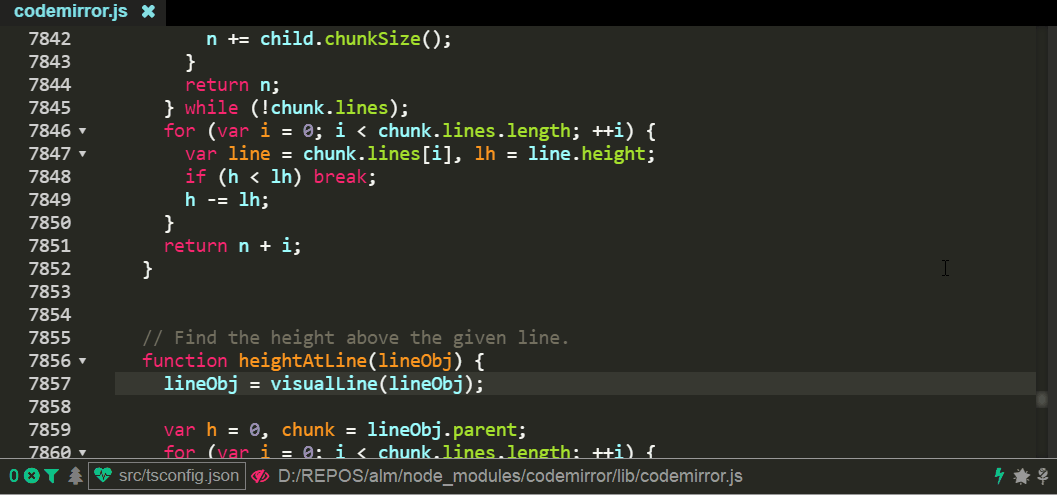 codemirror.js ✖
7842 n += child.chunkSize();
7843 }
7844 return n;
7845 } while (!chunk.lines);
7846 for (var i = 0; i < chunk.lines.length; ++i) {
7847 var line = chunk.lines[i], lh = line.height;
7848 if (h < lh) break;
7849 h -= lh;
7850 }
7851 return n + i;
7852 }
7853
7854
7855 // Find the height above the given line.
7856 function heightAtLine(lineObj) {
7857 lineObj = visualLine(lineObj);
7858
7859 var h = 0, chunk = lineObj.parent;
7860 for (var i = 0; i < chunk.lines.length; ++i) {
0 src/tsconfig.json D:/REPOS/alm/node_modules/codemirror/lib/codemirror.js